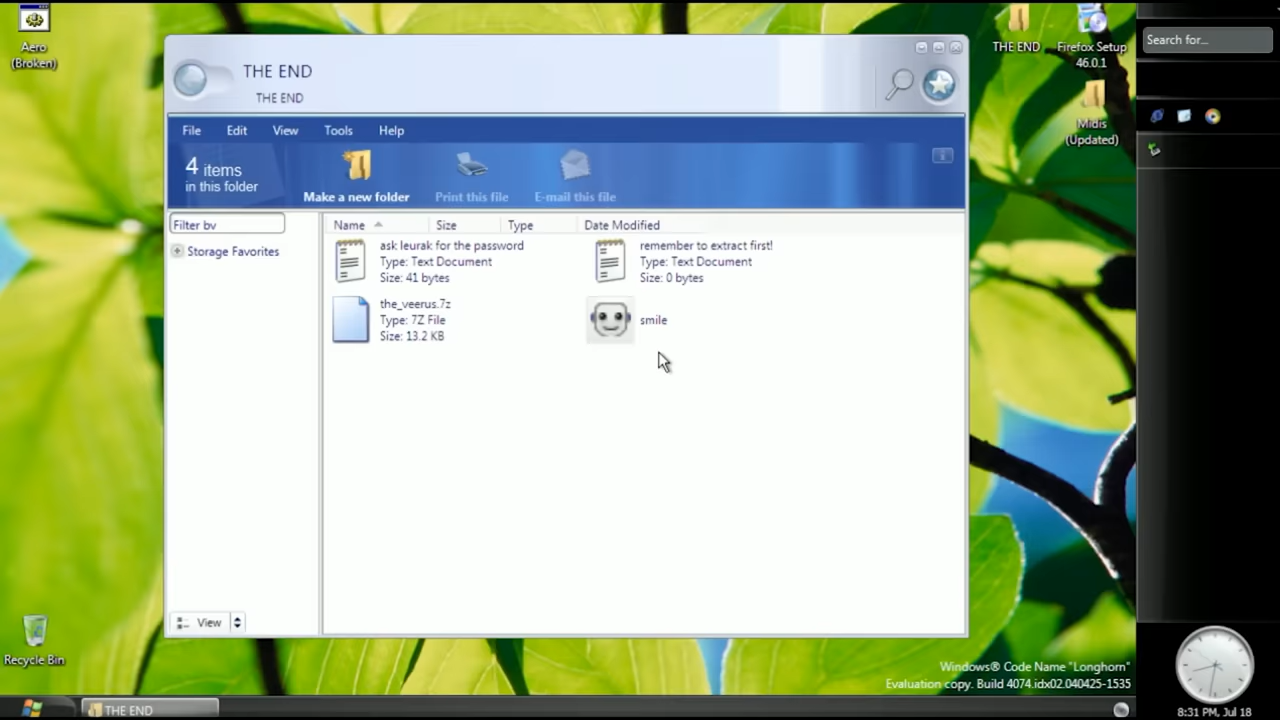 Aero
(Broken)
THE END
Firefox Setup
46.0.1
Midis
(Updated)
Search for...
THE END
THE END
File Edit View Tools Help
4 items
in this folder
Make a new folder
Print this file
E-mail this file
Filter by
Storage Favorites
Name Size Type Date Modified
ask leurak for the password
Type: Text Document
Size: 41 bytes
remember to extract first!
Type: Text Document
Size: 0 bytes
the_veerus.7z
Type: 7Z File
Size: 13.2 KB
smile
View
Recycle Bin
Windows® Code Name "Longhorn"
Evaluation copy. Build 4074.idx02.040425-1535
THE END
8:31 PM, Jul 18